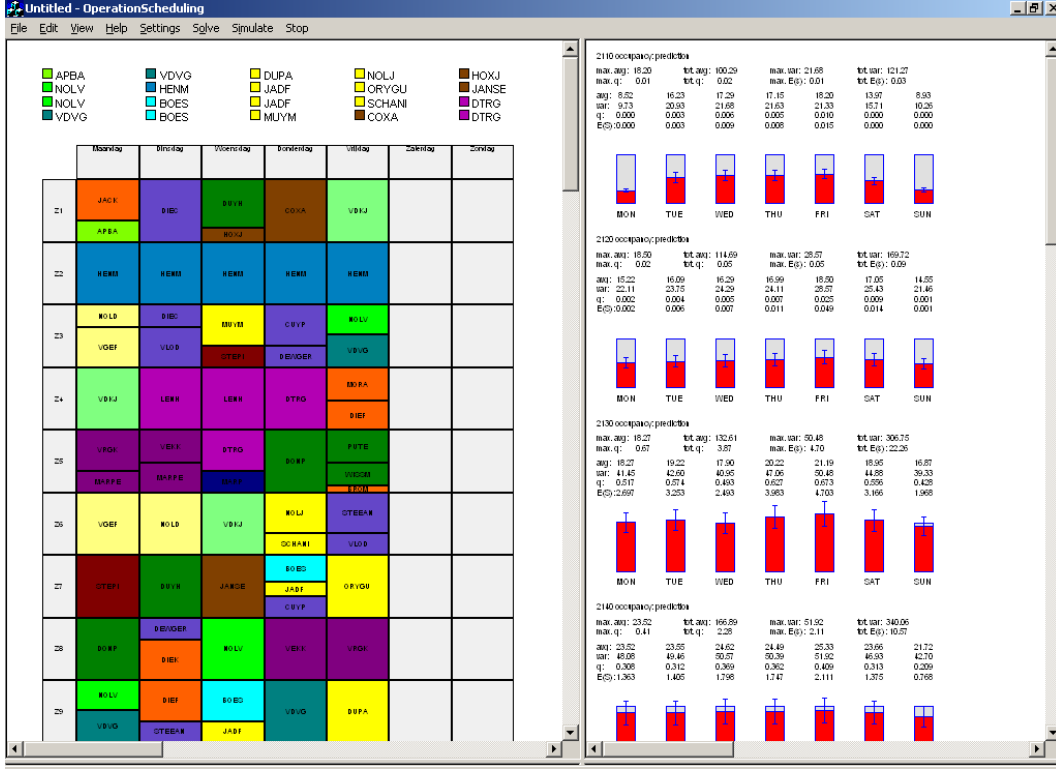 Untitled - OperationScheduling
File Edit View Help Settings Solve Simulate Stop
APBA VDVG DUPA NOLJ HOXJ
NOLV HENM JADF ORYGU JANSE
NOLV BOES JADF SCHANI DTRG
VDVG BOES MUYM COXA DTRG
Maandag Dinsdag Woensdag Donderdag Vrijdag Zaterdag Zondag
Z1 JACK DIEC DUYH COXA VDKJ
APBA HOXJ
Z2 HENM HENM HENM HENM HENM
Z3 NOLD DIEC MUYM CUYP NOLV
VGEF VLOD STEFI DEWGER VDVG
Z4 VDKJ LENH LENH DTRG MORA
DIEF
Z5 VRGK VEKK DTRG DONP PUTE
MARPE MARPE WISSM
Z6 VGEF NOLD VDKJ NOLJ STEEAN
SCHANI VLOD
Z7 STEFI DUYH JANSE BOES ORYGU
JADF
CUYP
Z8 DONP DEWGER NOLV VEKK VRGK
DIEK
Z9 NOLV DIEF BOES VDVG DUPA
VDVG STEEAN JADF
2110 occupancy prediction
max. avg: 18.20 tot. avg: 100.29 max. var: 21.68 tot. var: 121.27
max. q: 0.01 tot. q: 0.02 max. E(s): 0.01 tot. E(s): 0.03
avg: 8.52 16.23 17.29 17.15 18.20 13.97 8.93
var: 9.73 20.93 21.68 21.63 21.33 15.71 10.26
q: 0.000 0.003 0.006 0.005 0.010 0.000 0.000
E(S): 0.000 0.003 0.009 0.008 0.015 0.000 0.000
MON TUE WED THU FRI SAT SUN
2120 occupancy prediction
max. avg: 18.50 tot. avg: 114.69 max. var: 28.57 tot. var: 169.72
max. q: 0.02 tot. q: 0.05 max. E(s): 0.05 tot. E(s): 0.09
avg: 15.22 16.09 16.29 16.99 18.50 17.05 14.55
var: 22.11 23.75 24.29 24.11 28.57 25.43 21.46
q: 0.002 0.004 0.005 0.007 0.025 0.009 0.001
E(S): 0.002 0.006 0.007 0.011 0.049 0.014 0.001
MON TUE WED THU FRI SAT SUN
2130 occupancy prediction
max. avg: 18.27 tot. avg: 132.61 max. var: 50.48 tot. var: 306.75
max. q: 0.67 tot. q: 3.87 max. E(s): 4.70 tot. E(s): 22.26
avg: 18.27 19.22 17.90 20.22 21.19 18.95 16.87
var: 41.45 42.60 40.95 47.06 50.48 44.88 39.33
q: 0.517 0.574 0.493 0.627 0.673 0.556 0.428
E(S): 2.697 3.253 2.493 3.983 4.703 3.166 1.968
MON TUE WED THU FRI SAT SUN
2140 occupancy prediction
max. avg: 23.52 tot. avg: 166.89 max. var: 51.92 tot. var: 340.06
max. q: 0.41 tot. q: 2.28 max. E(s): 2.11 tot. E(s): 10.57
avg: 23.52 23.55 24.62 24.49 25.33 23.66 21.72
var: 48.08 49.46 50.57 50.39 51.92 46.93 42.70
q: 0.308 0.312 0.369 0.362 0.409 0.313 0.209
E(S): 1.363 1.405 1.798 1.747 2.111 1.375 0.768